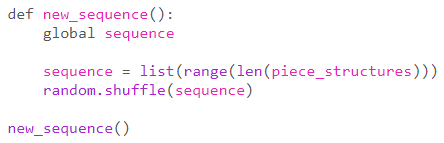 def new_sequence():
    global sequence

    sequence = list(range(len(piece_structures)))
    random.shuffle(sequence)

new_sequence()